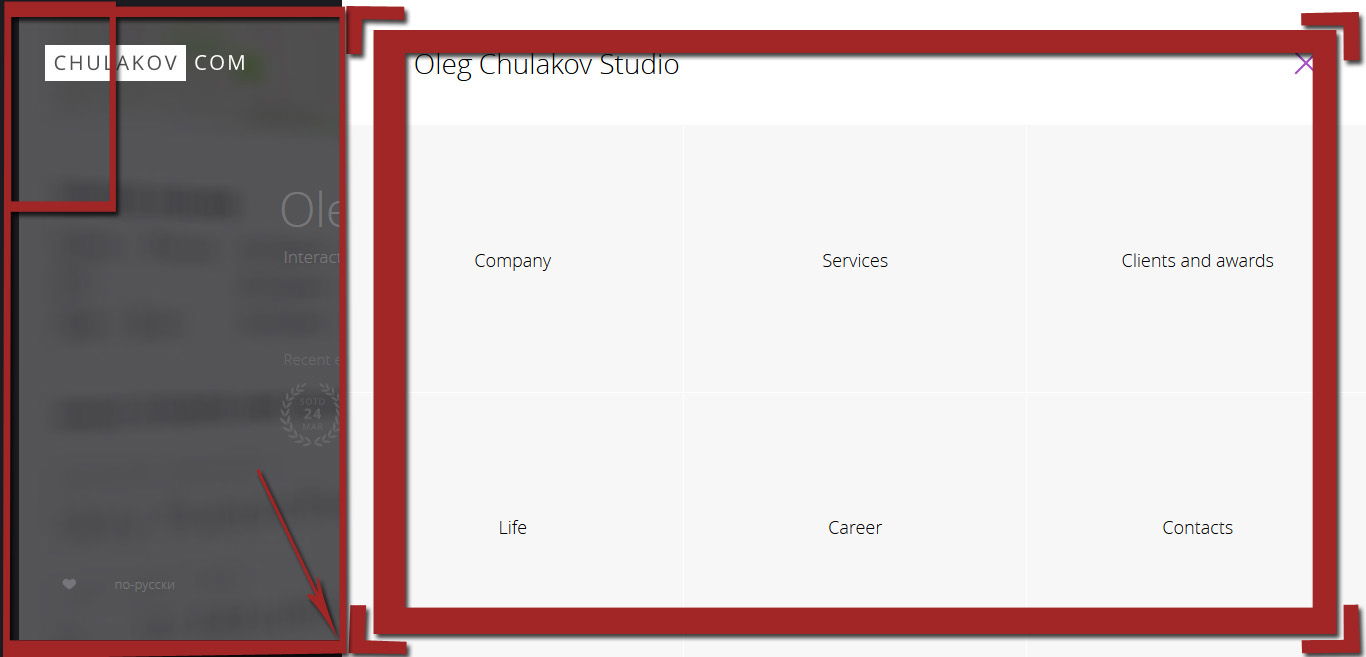 CHULAKOV COM
Oleg Chulakov Studio
Ole
Interact
Recent e
SOTD
24
MAR
Company
Services
Clients and awards
Life
Career
Contacts
по-русски